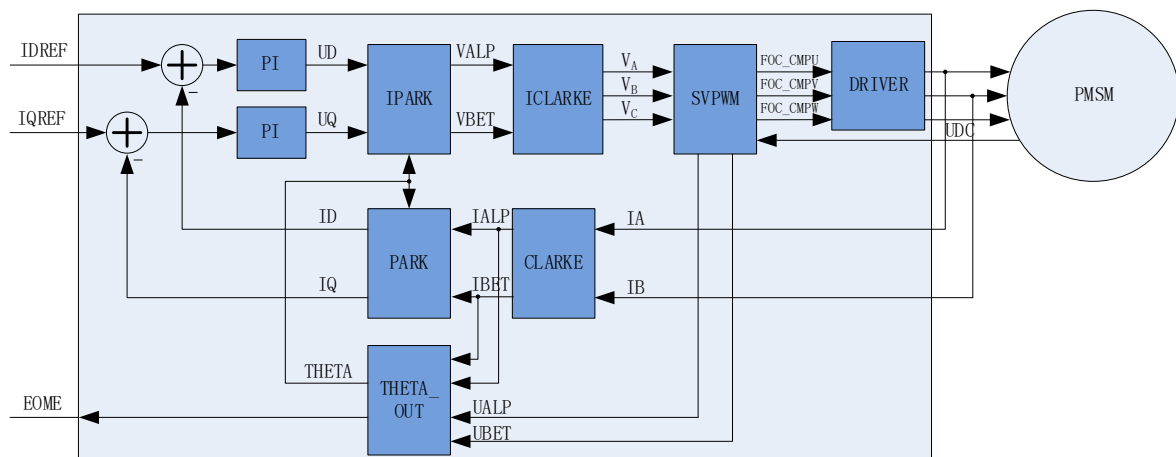 IDREF
PI
UD
IPARK
VALP
ICLARKE
VA
VB
VC
SVPWM
FOC_CMPU
FOC_CMPV
FOC_CMPW
DRIVER
PMSM
IQREF
PI
UQ
VBET
UDC
ID
PARK
IALP
CLARKE
IA
IQ
IBET
IB
THETA
THETA_
OUT
EOME
UALP
UBET